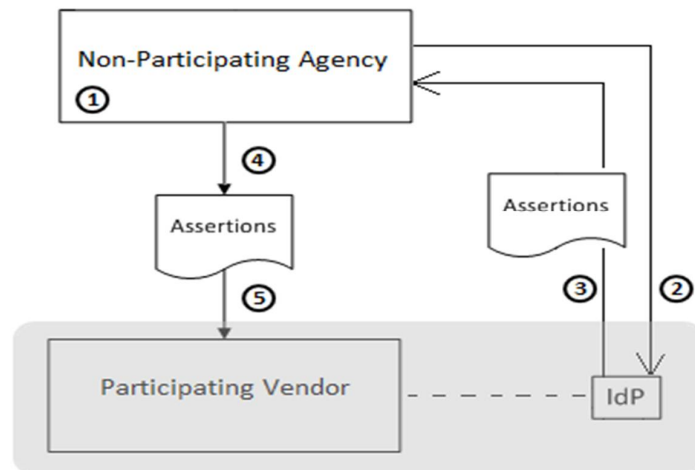 Non-Participating Agency
1
4
Assertions
Assertions
5
3
2
Participating Vendor
IdP